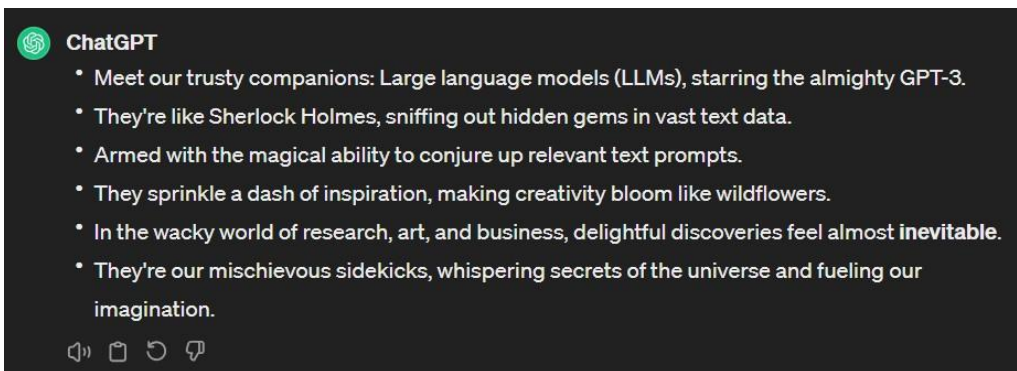 ChatGPT
• Meet our trusty companions: Large language models (LLMs), starring the almighty GPT-3.
• They're like Sherlock Holmes, sniffing out hidden gems in vast text data.
• Armed with the magical ability to conjure up relevant text prompts.
• They sprinkle a dash of inspiration, making creativity bloom like wildflowers.
• In the wacky world of research, art, and business, delightful discoveries feel almost inevitable.
• They're our mischievous sidekicks, whispering secrets of the universe and fueling our
imagination.